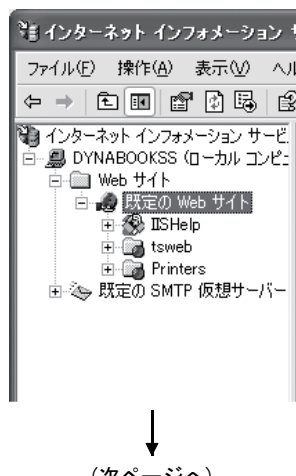 インターネット インフォメーション
ファイル(F) 操作(A) 表示(V) ヘル
インターネット インフォメーション サービ
DYNABOOKSS (ローカル コンピ
Web サイト
既定の Web サイト
IISHelp
tsweb
Printers
既定の SMTP 仮想サーバー
(次ページへ)